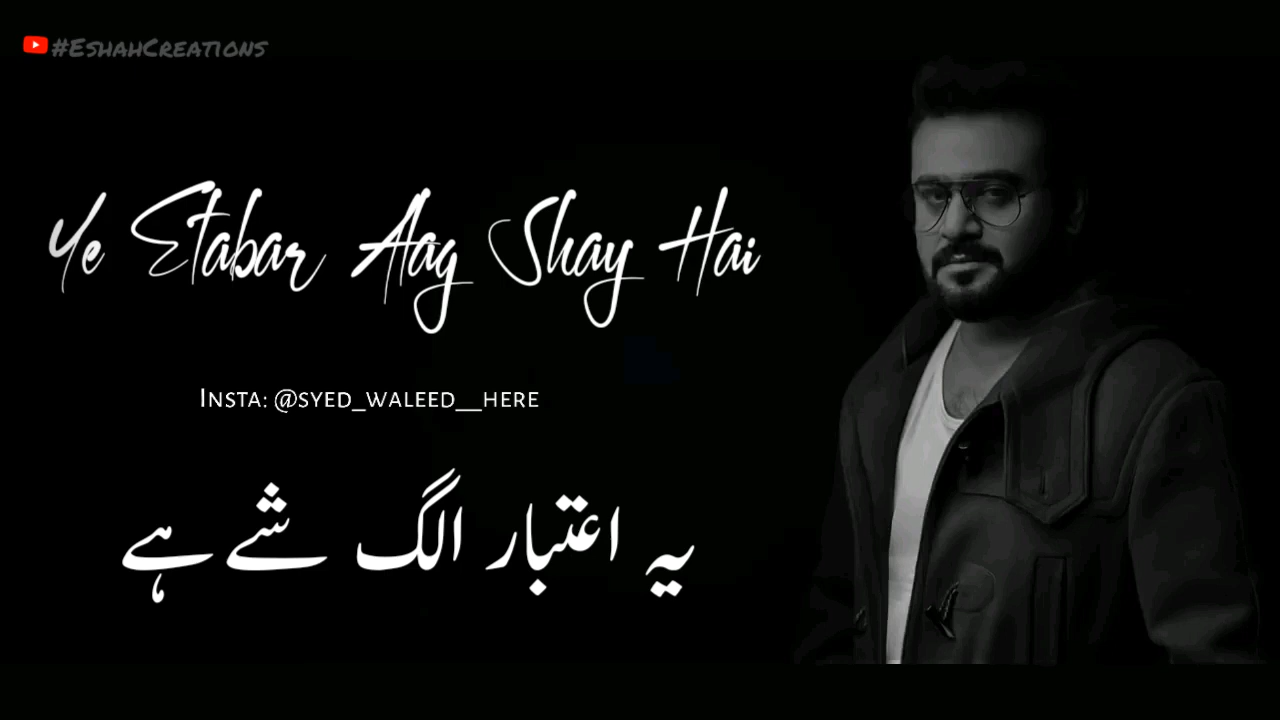 #EshahCreations
Ye Etabar Alag Shay Hai
Insta: @syed_waleed__here
یہ اعتبار الگ شے ہے